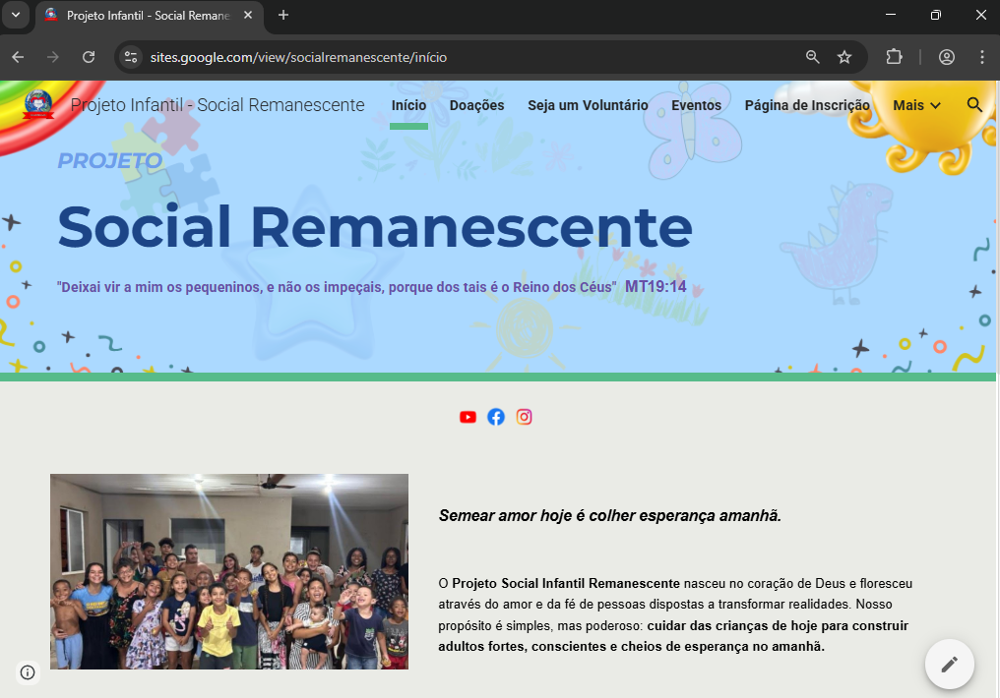 Projeto Infantil - Social Remane
sites.google.com/view/socialremanescente/início
Projeto Infantil - Social Remanescente
Início
Doações
Seja um Voluntário
Eventos
Página de Inscrição
Mais
PROJETO
Social Remanescente
"Deixai vir a mim os pequeninos, e não os impeçais, porque dos tais é o Reino dos Céus" MT19:14
Semear amor hoje é colher esperança amanhã.
O Projeto Social Infantil Remanescente nasceu no coração de Deus e floresceu
através do amor e da fé de pessoas dispostas a transformar realidades. Nosso
propósito é simples, mas poderoso: cuidar das crianças de hoje para construir
adultos fortes, conscientes e cheios de esperança no amanhã.